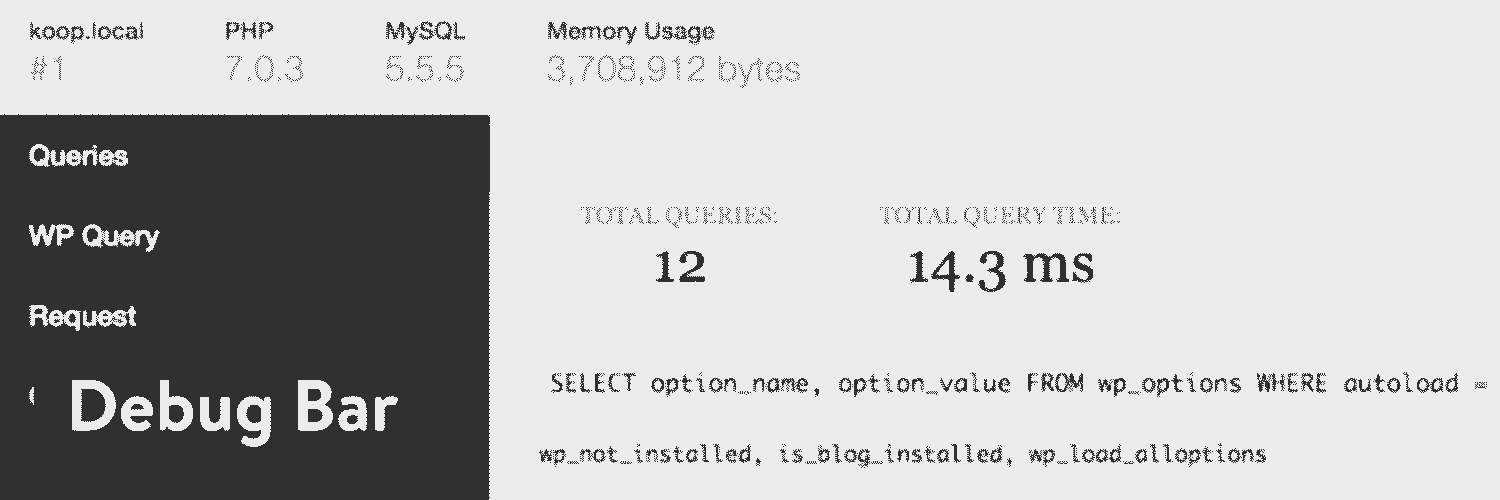 koop.local PHP MySQL Memory Usage
#1 7.0.3 5.5.5 3,708,912 bytes
Queries
WP Query
Request
Debug Bar
TOTAL QUERIES: TOTAL QUERY TIME:
12 14.3 ms
SELECT option_name, option_value FROM wp_options WHERE autoload =
wp_not_installed, is_blog_installed, wp_load_alloptions